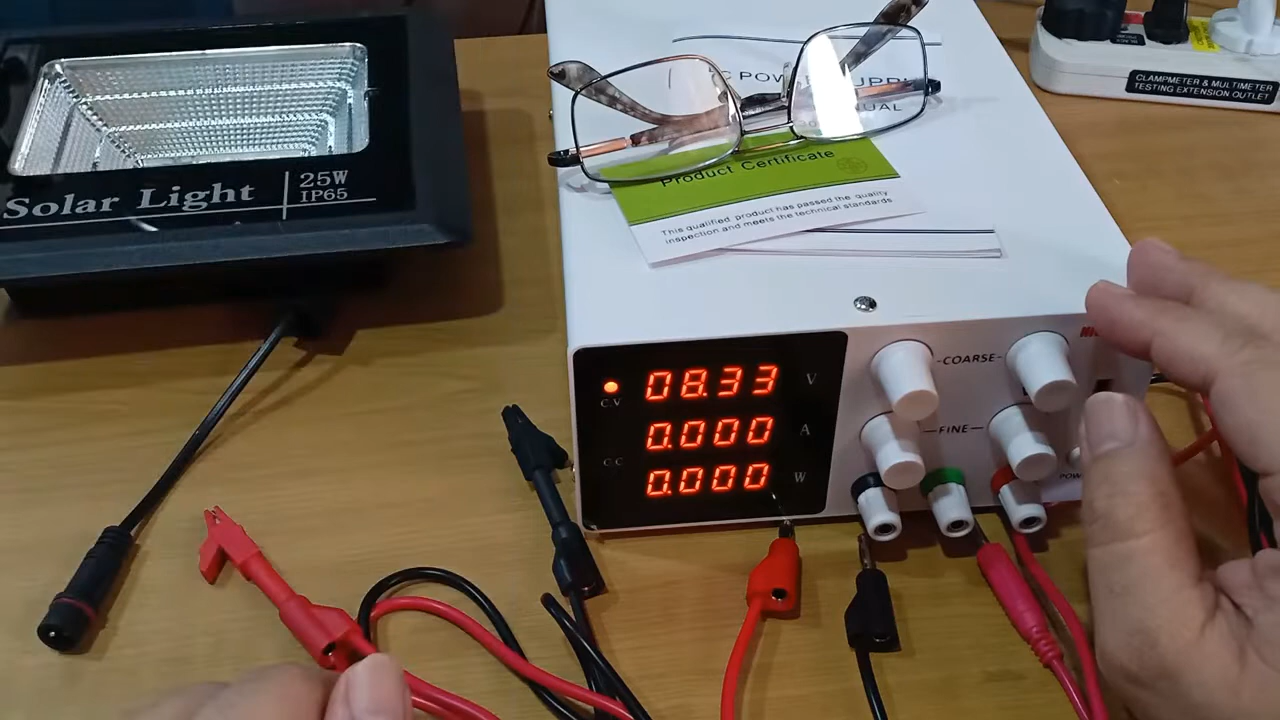 Solar Light
25W
IP65
CLAMPMETER & MULTIMETER
TESTING EXTENSION OUTLET
Product Certificate
This qualified product has passed the quality
inspection and meets the technical standards
08.33 V
C.V
0.000 A
C C
0.000 W
-COARSE-
-FINE-